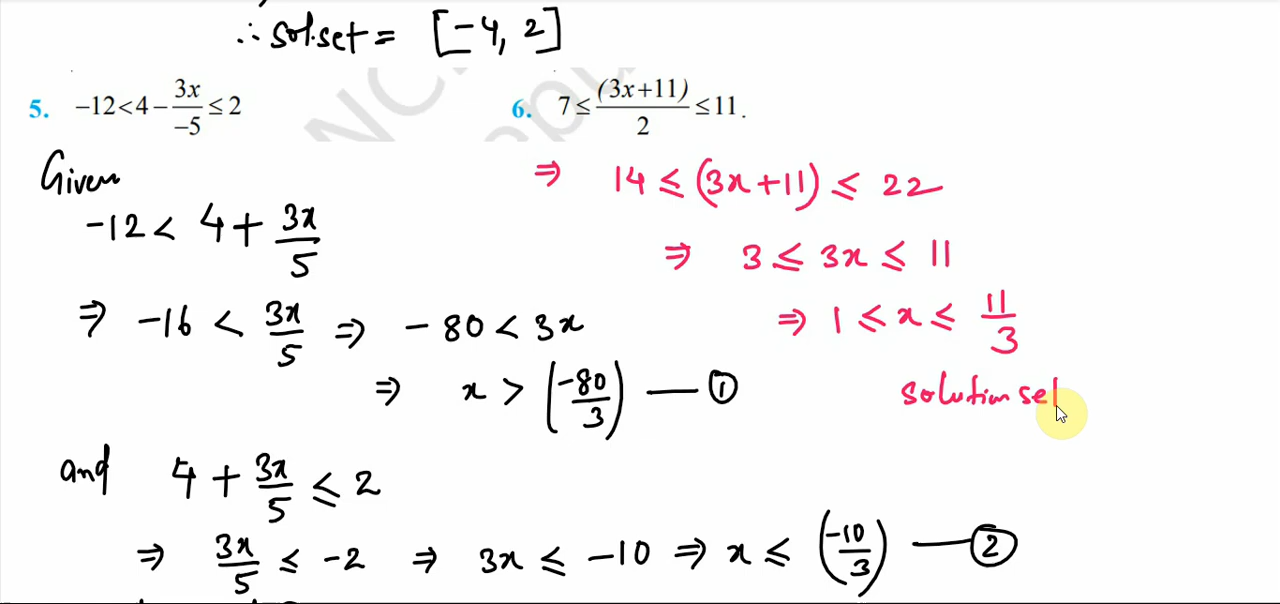 ∴ sol.set = [-4, 2]
5. -12<4 - 3x/-5 ≤ 2
6. 7 ≤ (3x+11)/2 ≤ 11.
Given
-12 < 4 + 3x/5
⇒ -16 < 3x/5 ⇒ -80 < 3x
⇒ x > (-80/3) — ①
and 4 + 3x/5 ≤ 2
⇒ 3x/5 ≤ -2 ⇒ 3x ≤ -10 ⇒ x ≤ (-10/3) — ②
⇒ 14 ≤ (3x+11) ≤ 22
⇒ 3 ≤ 3x ≤ 11
⇒ 1 ≤ x ≤ 11/3
solution set